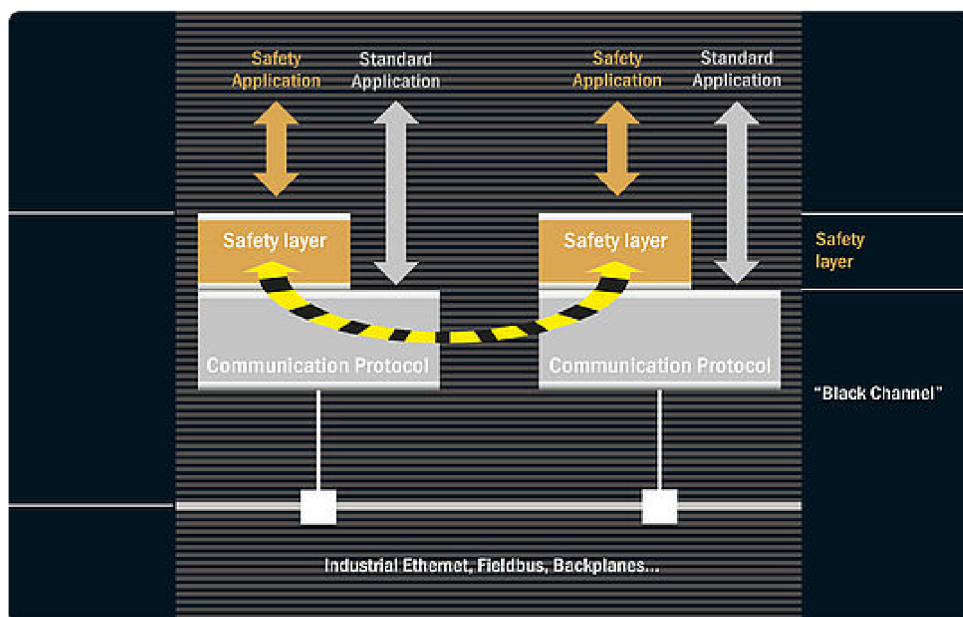 Safety
Application
Standard
Application
Safety
Application
Standard
Application
Safety layer
Safety layer
Safety
layer
Communication Protocol
Communication Protocol
“Black Channel”
Industrial Ethernet, Fieldbus, Backplanes...